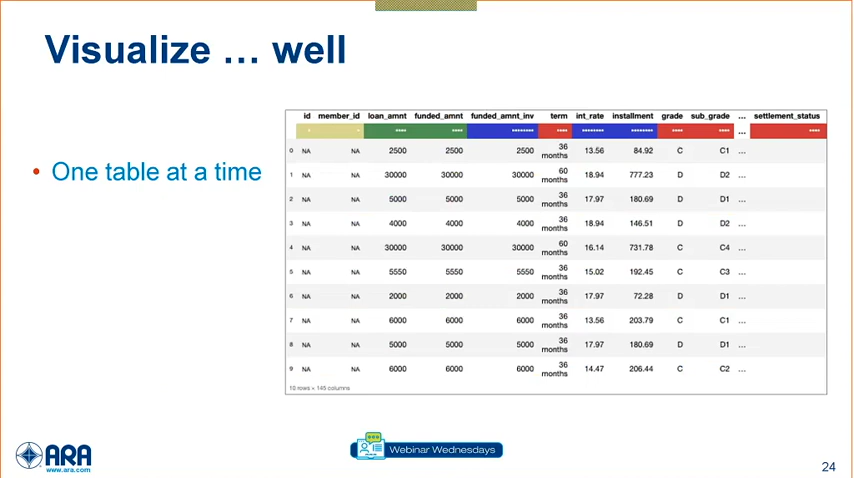 Visualize … well
• One table at a time
id member_id loan_amnt funded_amnt funded_amnt_inv term int_rate installment grade sub_grade ... settlement_status
* * **** **** ******** **** ******** ******** **** **** ... ****
0 NA NA 2500 2500 2500 36 months 13.56 84.92 C C1 ...
1 NA NA 30000 30000 30000 60 months 18.94 777.23 D D2 ...
2 NA NA 5000 5000 5000 36 months 17.97 180.69 D D1 ...
3 NA NA 4000 4000 4000 36 months 18.94 146.51 D D2 ...
4 NA NA 30000 30000 30000 60 months 16.14 731.78 C C4 ...
5 NA NA 5550 5550 5550 36 months 15.02 192.45 C C3 ...
6 NA NA 2000 2000 2000 36 months 17.97 72.28 D D1 ...
7 NA NA 6000 6000 6000 36 months 13.56 203.79 C C1 ...
8 NA NA 5000 5000 5000 36 months 17.97 180.69 D D1 ...
9 NA NA 6000 6000 6000 36 months 14.47 206.44 C C2 ...
10 rows × 145 columns
ARA
www.ara.com
Webinar Wednesdays
24